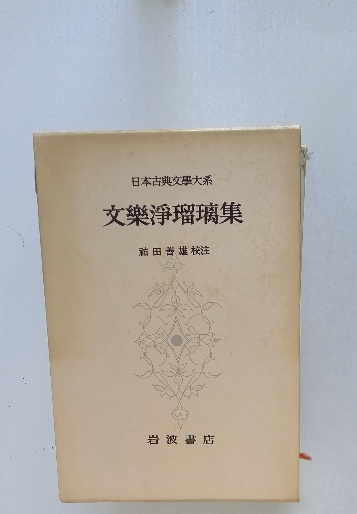 日本古典文學大系
文樂淨瑠璃集
祐田善雄校注
岩波書店